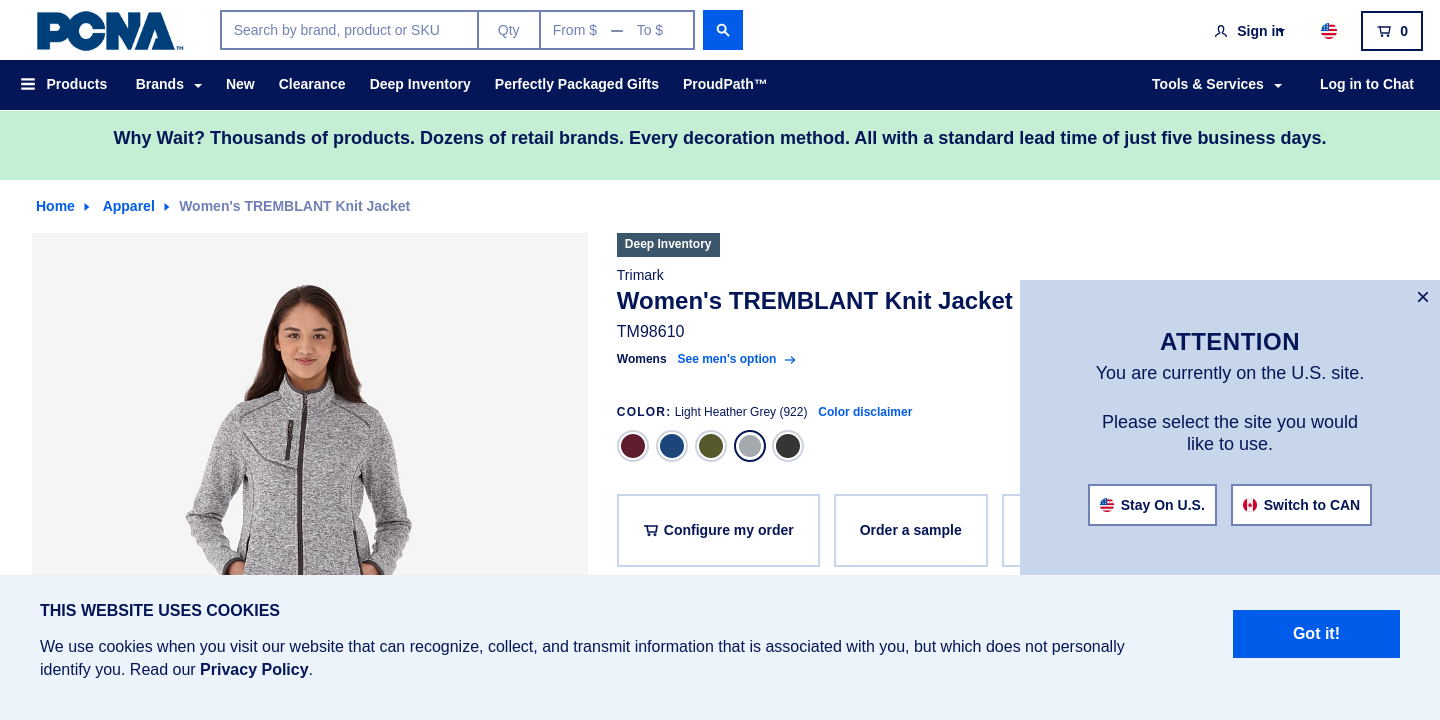 PCNA™
Search by brand, product or SKU
Qty
From $ — To $
Sign in
0
Products
Brands
New
Clearance
Deep Inventory
Perfectly Packaged Gifts
ProudPath™
Tools & Services
Log in to Chat
Why Wait? Thousands of products. Dozens of retail brands. Every decoration method. All with a standard lead time of just five business days.
Home
Apparel
Women's TREMBLANT Knit Jacket
Deep Inventory
Trimark
Women's TREMBLANT Knit Jacket
TM98610
Womens See men's option
COLOR: Light Heather Grey (922) Color disclaimer
Configure my order
Order a sample
ATTENTION
You are currently on the U.S. site.
Please select the site you would
like to use.
Stay On U.S.
Switch to CAN
THIS WEBSITE USES COOKIES
We use cookies when you visit our website that can recognize, collect, and transmit information that is associated with you, but which does not personally
identify you. Read our Privacy Policy.
Got it!